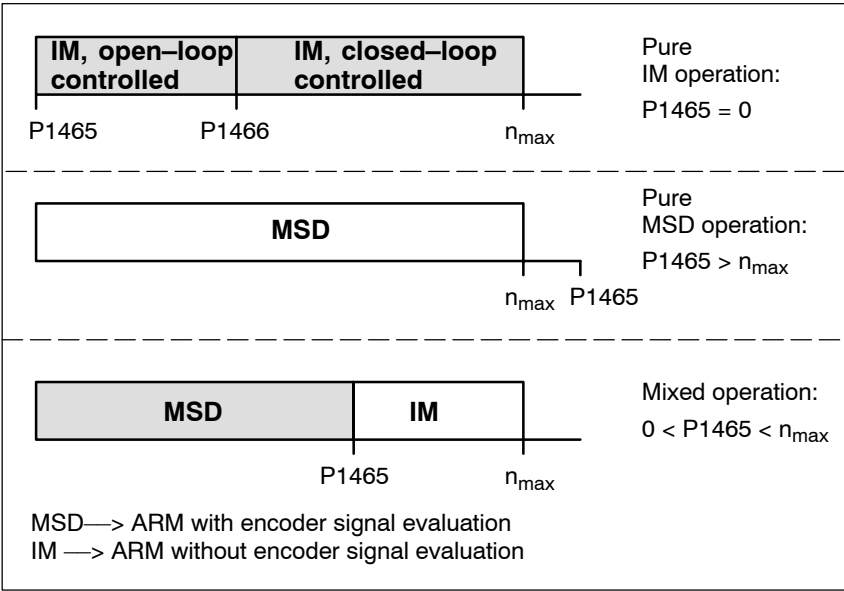 IM, open–loop controlled
IM, closed–loop controlled
P1465
P1466
nmax
Pure
IM operation:
P1465 = 0
MSD
nmax
P1465
Pure
MSD operation:
P1465 > nmax
MSD
IM
P1465
nmax
Mixed operation:
0 < P1465 < nmax
MSD—> ARM with encoder signal evaluation
IM —> ARM without encoder signal evaluation